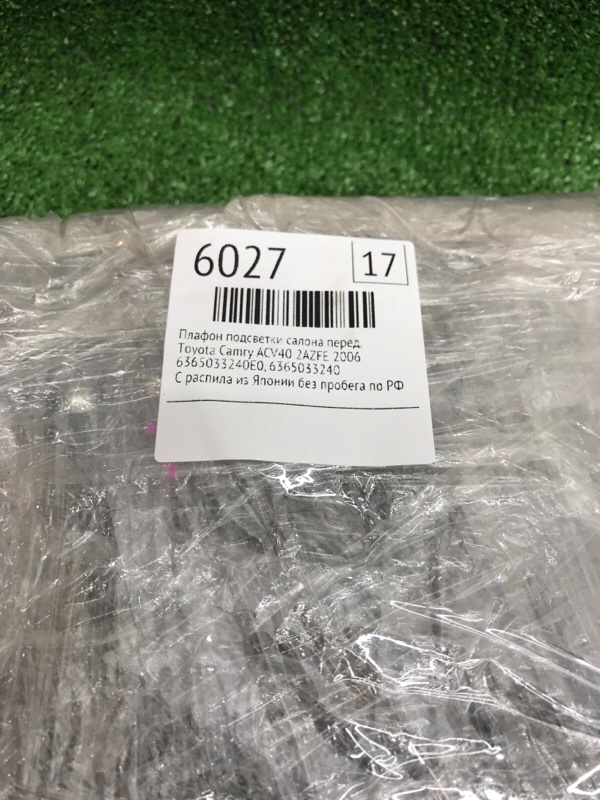 6027 17
Плафон подсветки салона перед.
Toyota Camry ACV40 2AZFE 2006
6365033240E0, 6365033240
С распила из Японии без пробега по РФ